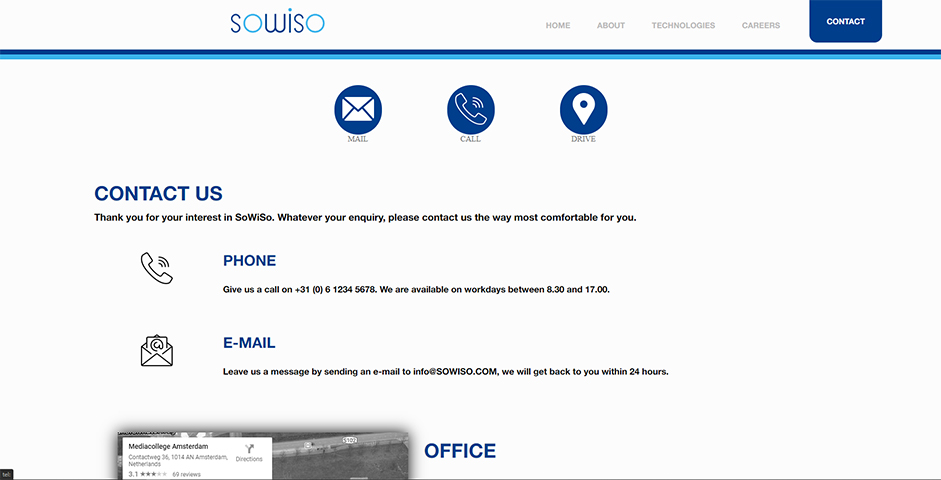 sowiso
HOME ABOUT TECHNOLOGIES CAREERS CONTACT
MAIL CALL DRIVE
CONTACT US
Thank you for your interest in SoWiSo. Whatever your enquiry, please contact us the way most comfortable for you.
PHONE
Give us a call on +31 (0) 6 1234 5678. We are available on workdays between 8.30 and 17.00.
E-MAIL
Leave us a message by sending an e-mail to info@SOWISO.COM, we will get back to you within 24 hours.
OFFICE
Mediacollege Amsterdam
Contactweg 36, 1014 AN Amsterdam,
Netherlands
Directions
3.1 ★★★★★ 69 reviews
S102
tel: